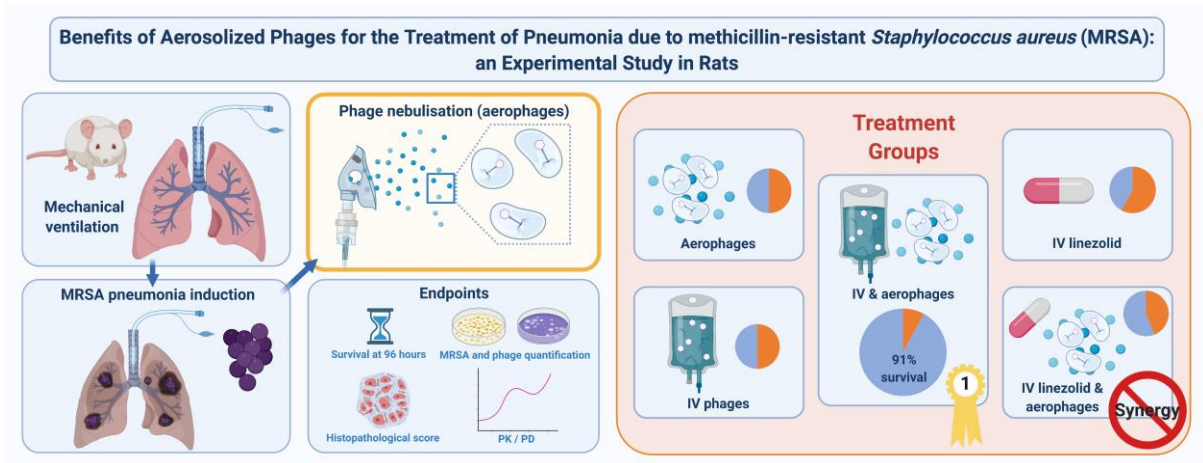 Benefits of Aerosolized Phages for the Treatment of Pneumonia due to methicillin-resistant Staphylococcus aureus (MRSA):
an Experimental Study in Rats
Mechanical
ventilation
MRSA pneumonia induction
Phage nebulisation (aerophages)
Endpoints
Survival at 96 hours
MRSA and phage quantification
Histopathological score
PK / PD
Treatment
Groups
Aerophages
IV phages
IV & aerophages
91%
survival
1
IV linezolid
IV linezolid &
aerophages
Synergy